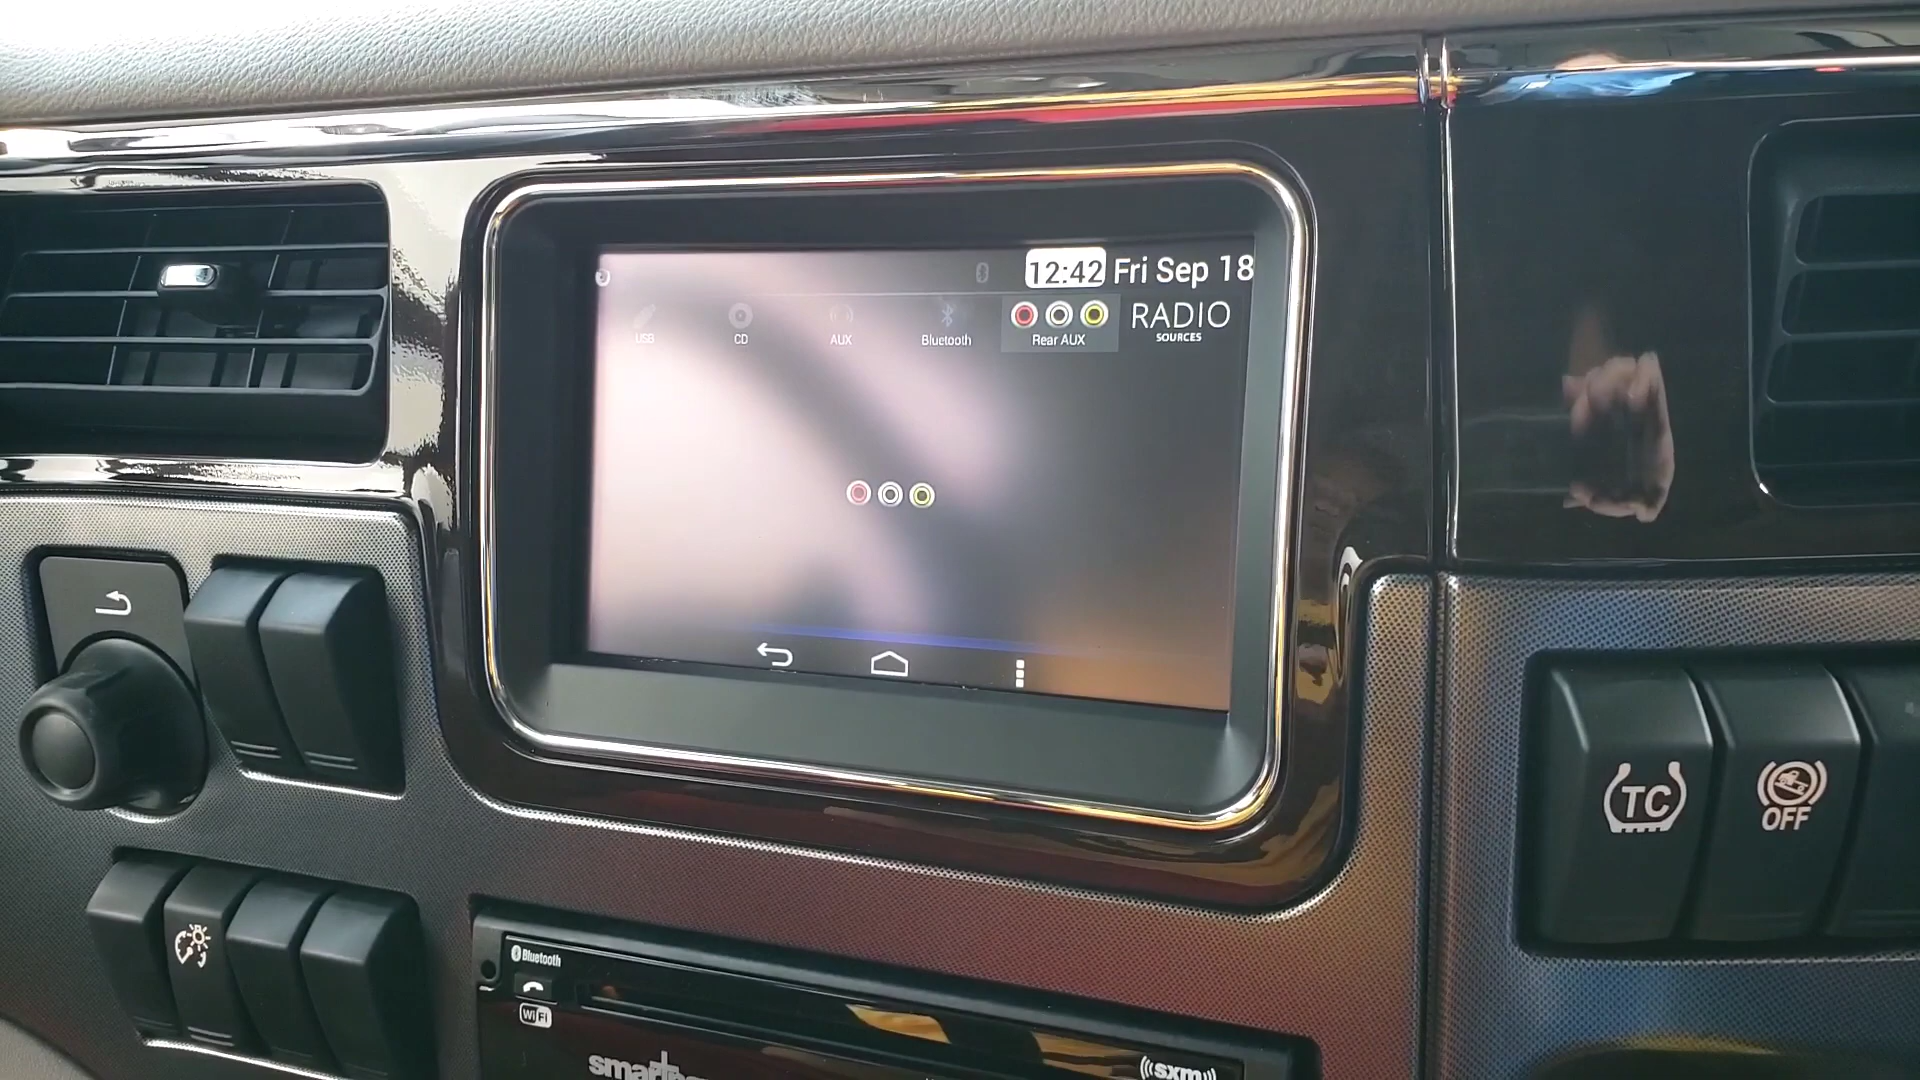 12:42 Fri Sep 18
USB CD AUX Bluetooth Rear AUX RADIO
SOURCES
TC
OFF
Bluetooth
WiFi
sxm